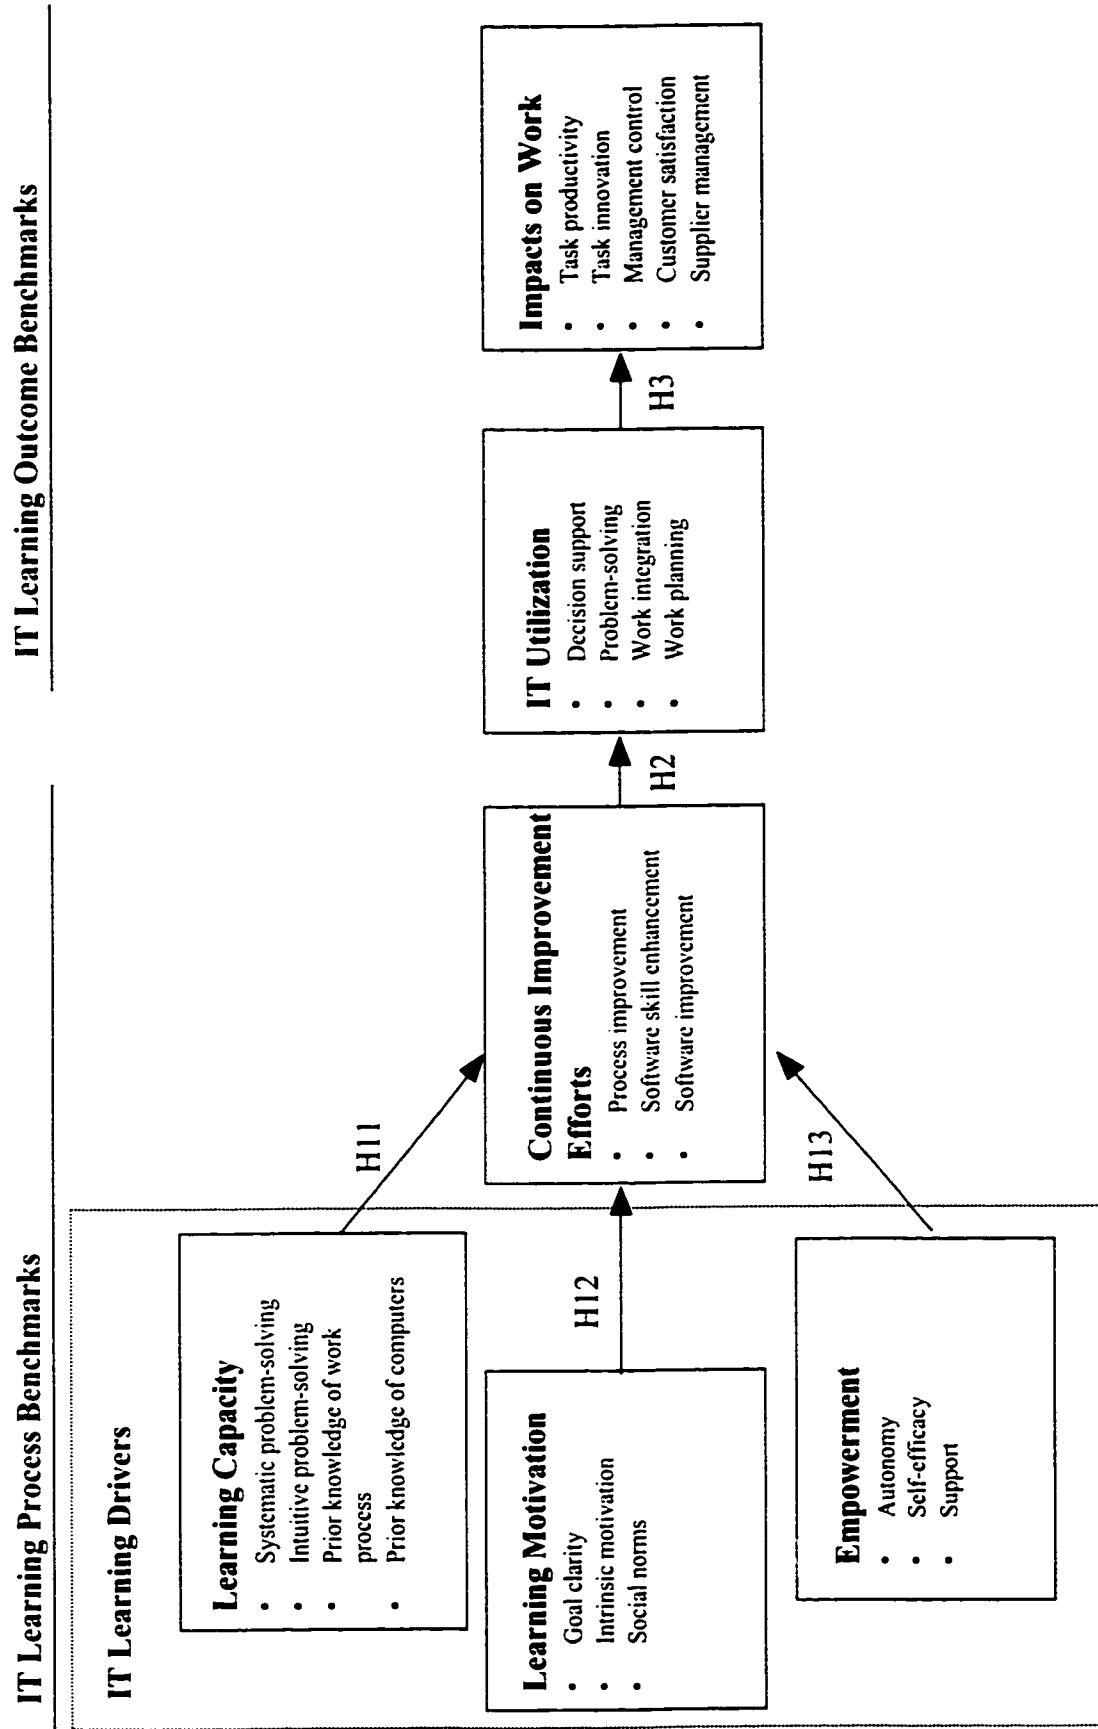 IT Learning Process Benchmarks
IT Learning Outcome Benchmarks
IT Learning Drivers
Learning Capacity
• Systematic problem-solving
• Intuitive problem-solving
• Prior knowledge of work
process
• Prior knowledge of computers
Learning Motivation
• Goal clarity
• Intrinsic motivation
• Social norms
Empowerment
• Autonomy
• Self-efficacy
• Support
H11
H12
H13
Continuous Improvement
Efforts
• Process improvement
• Software skill enhancement
• Software improvement
H2
IT Utilization
• Decision support
• Problem-solving
• Work integration
• Work planning
H3
Impacts on Work
• Task productivity
• Task innovation
• Management control
• Customer satisfaction
• Supplier management